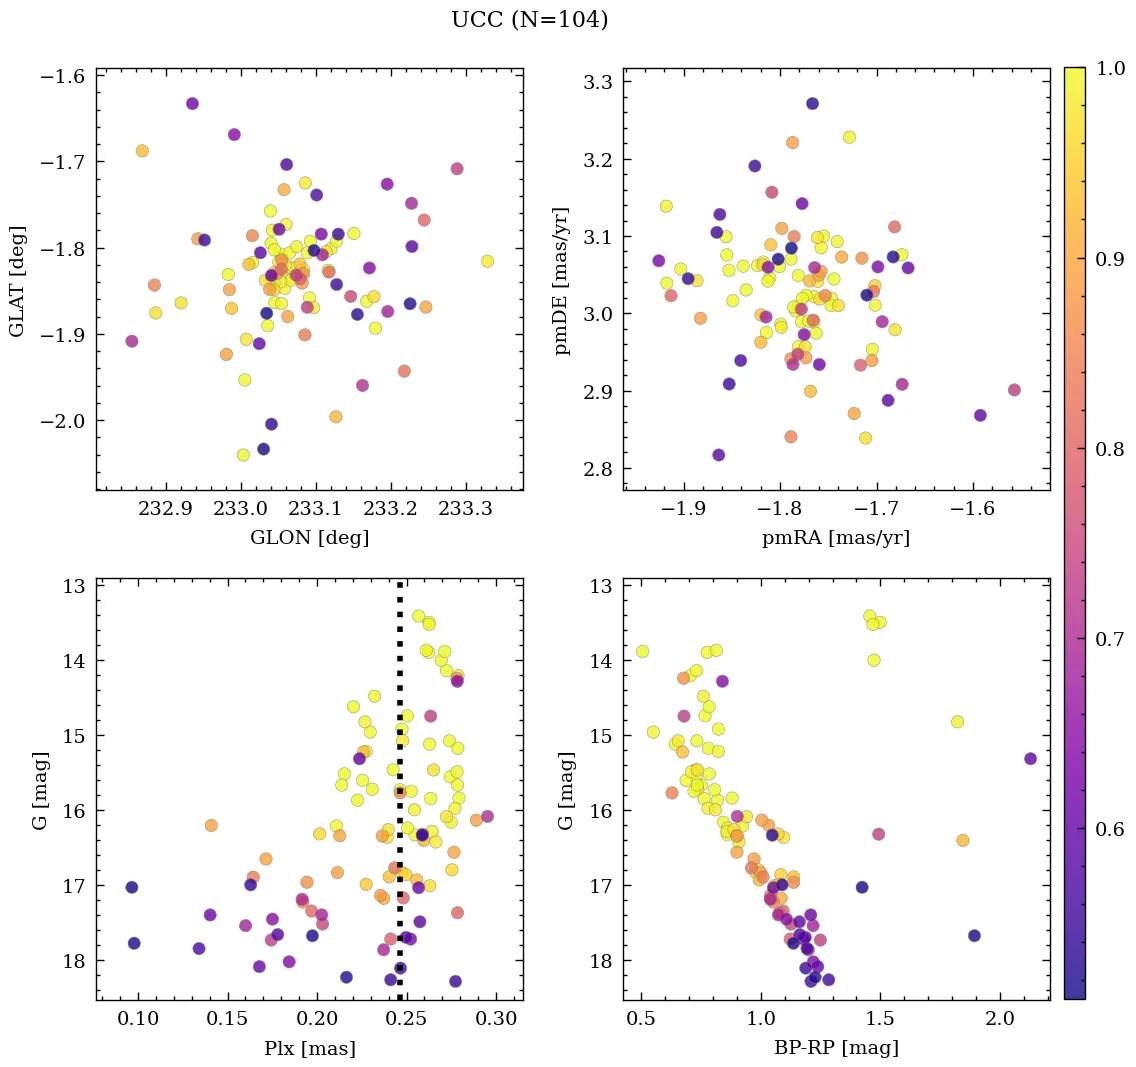 UCC (N=104)
−1.6
−1.7
−1.8
−1.9
−2.0
GLAT [deg]
232.9 233.0 233.1 233.2 233.3
GLON [deg]
3.3
3.2
3.1
3.0
2.9
2.8
pmDE [mas/yr]
−1.9 −1.8 −1.7 −1.6
pmRA [mas/yr]
1.0
0.9
0.8
0.7
0.6
13
14
15
16
17
18
G [mag]
0.10 0.15 0.20 0.25 0.30
Plx [mas]
13
14
15
16
17
18
G [mag]
0.5 1.0 1.5 2.0
BP-RP [mag]